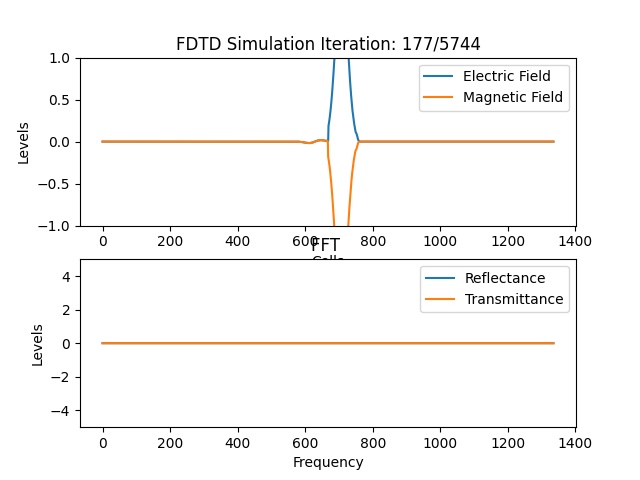 FDTD Simulation Iteration: 177/5744
1.0
0.5
0.0
−0.5
−1.0
Levels
Electric Field
Magnetic Field
0 200 400 600 800 1000 1200 1400
FFT
4
2
0
−2
−4
Levels
Reflectance
Transmittance
0 200 400 600 800 1000 1200 1400
Frequency